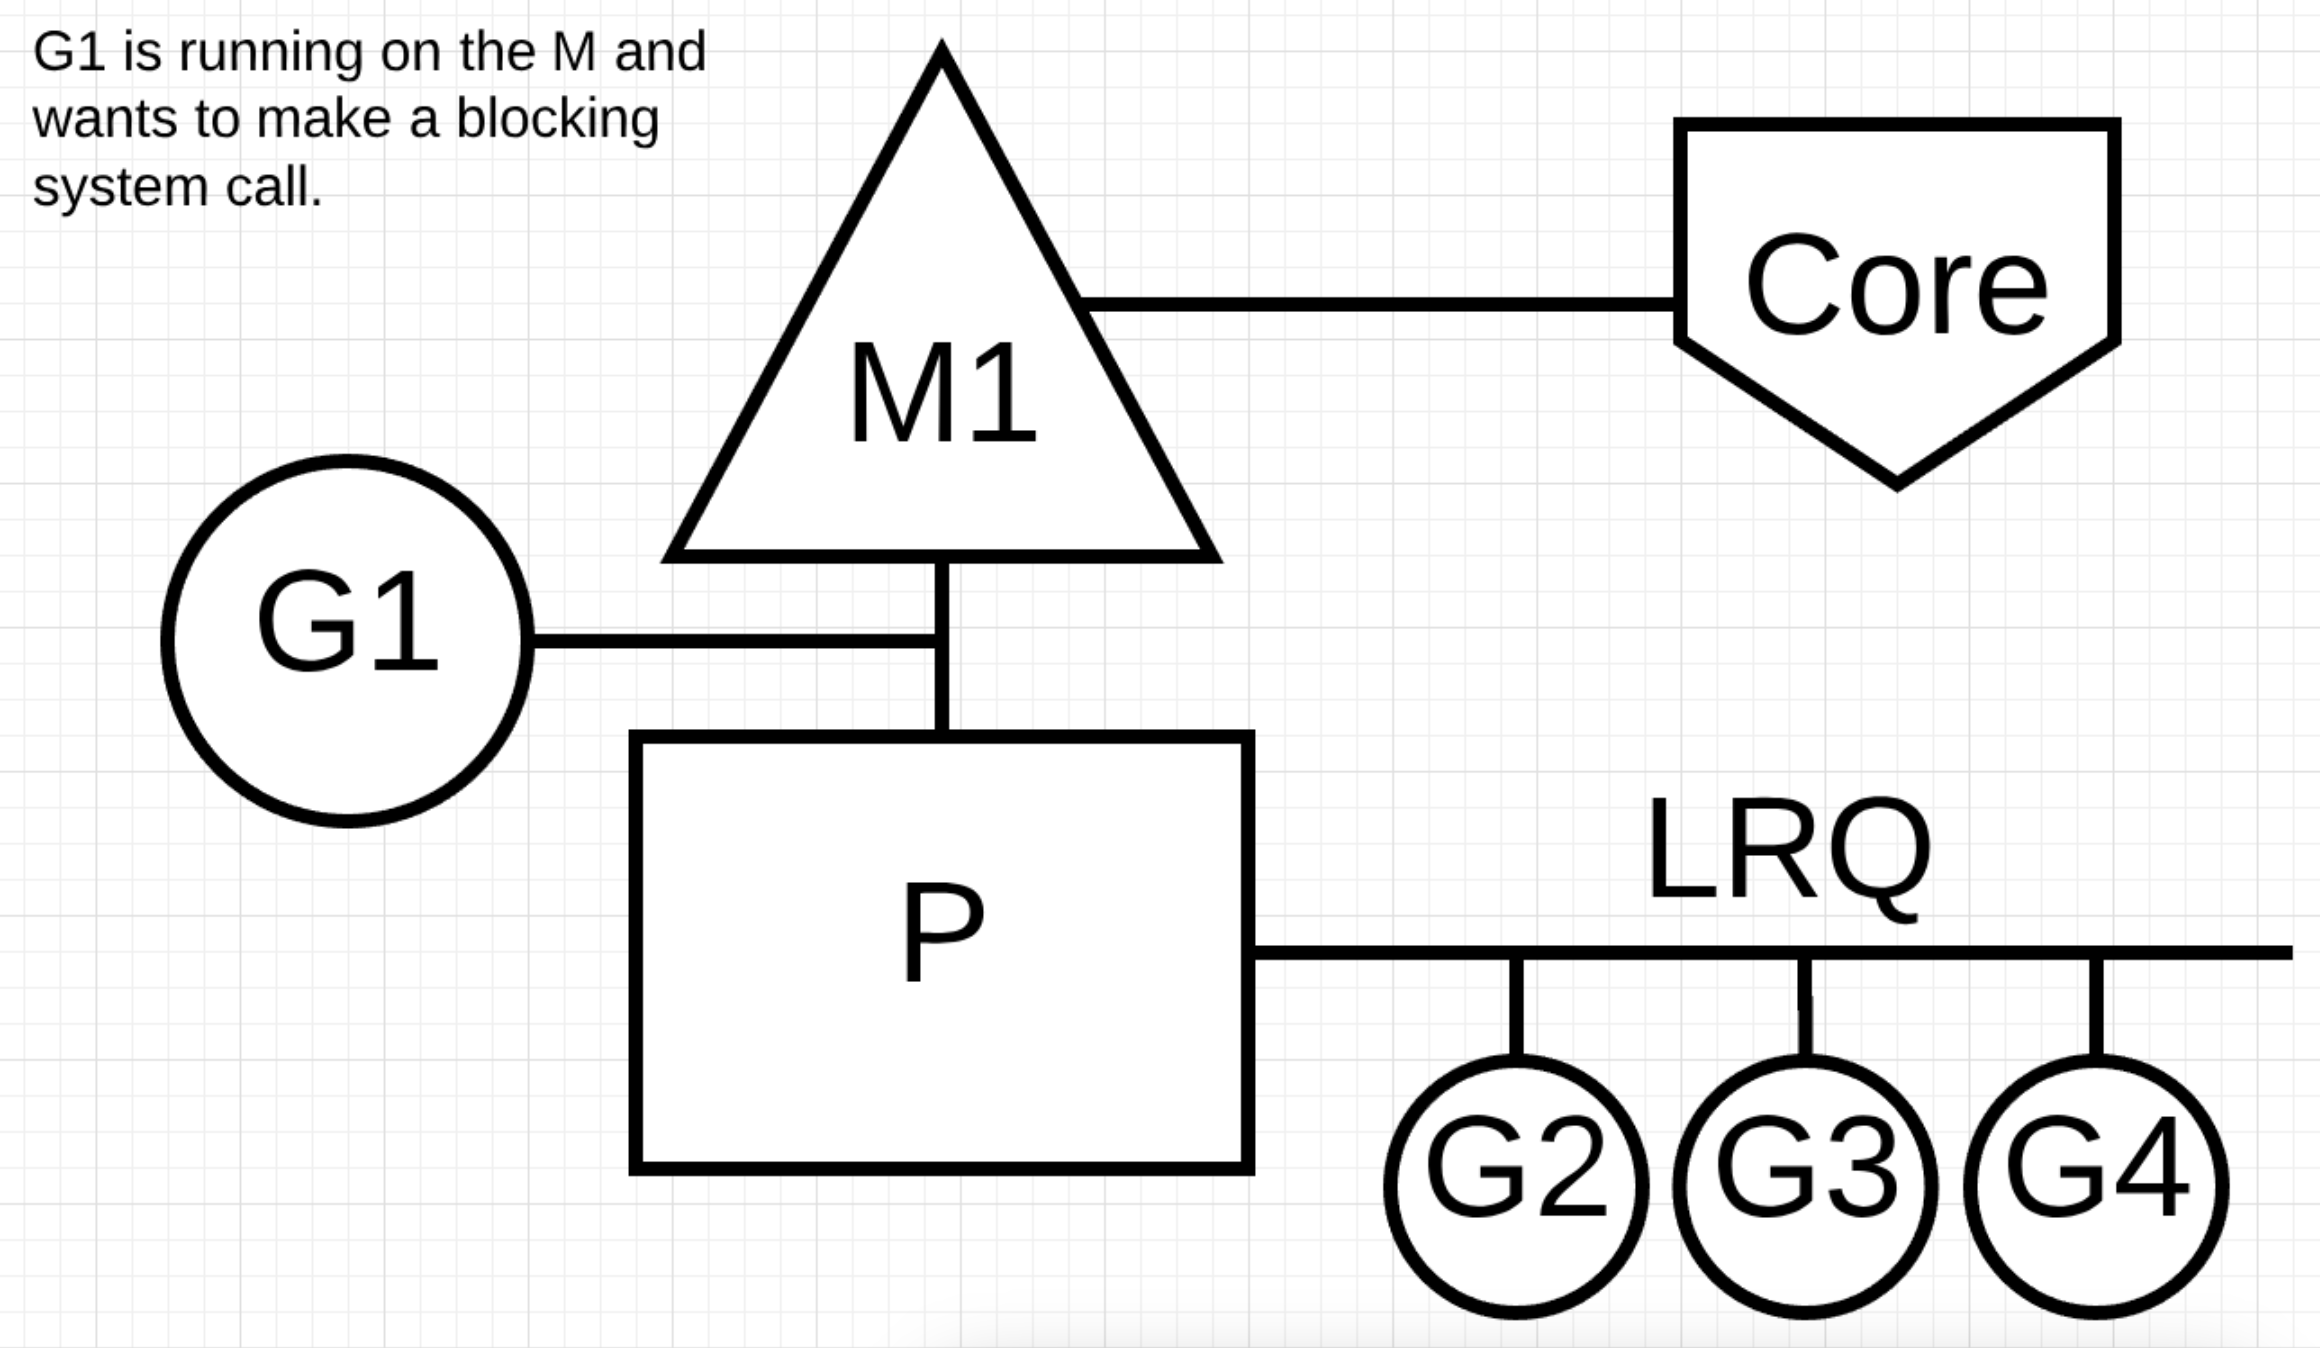 G1 is running on the M and
wants to make a blocking
system call.
Core
M1
G1
LRQ
P
G2 G3 G4